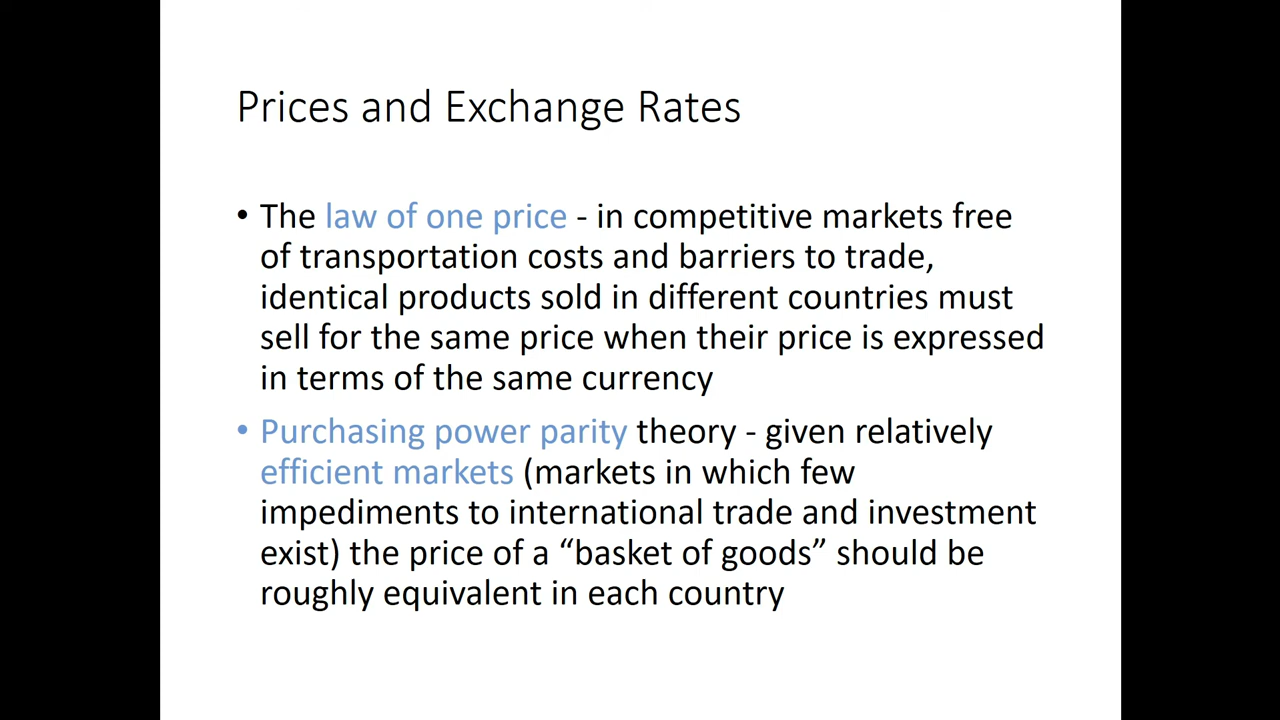 Prices and Exchange Rates
• The law of one price - in competitive markets free
of transportation costs and barriers to trade,
identical products sold in different countries must
sell for the same price when their price is expressed
in terms of the same currency
• Purchasing power parity theory - given relatively
efficient markets (markets in which few
impediments to international trade and investment
exist) the price of a “basket of goods” should be
roughly equivalent in each country